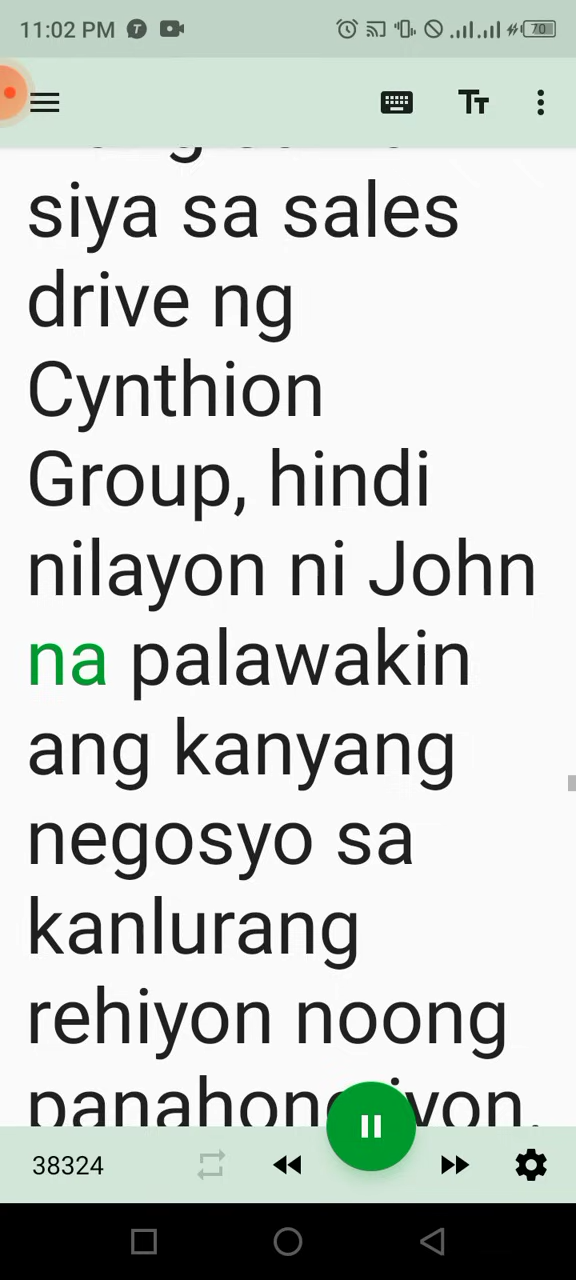 11:02 PM
70
siya sa sales
drive ng
Cynthion
Group, hindi
nilayon ni John
na palawakin
ang kanyang
negosyo sa
kanlurang
rehiyon noong
38324